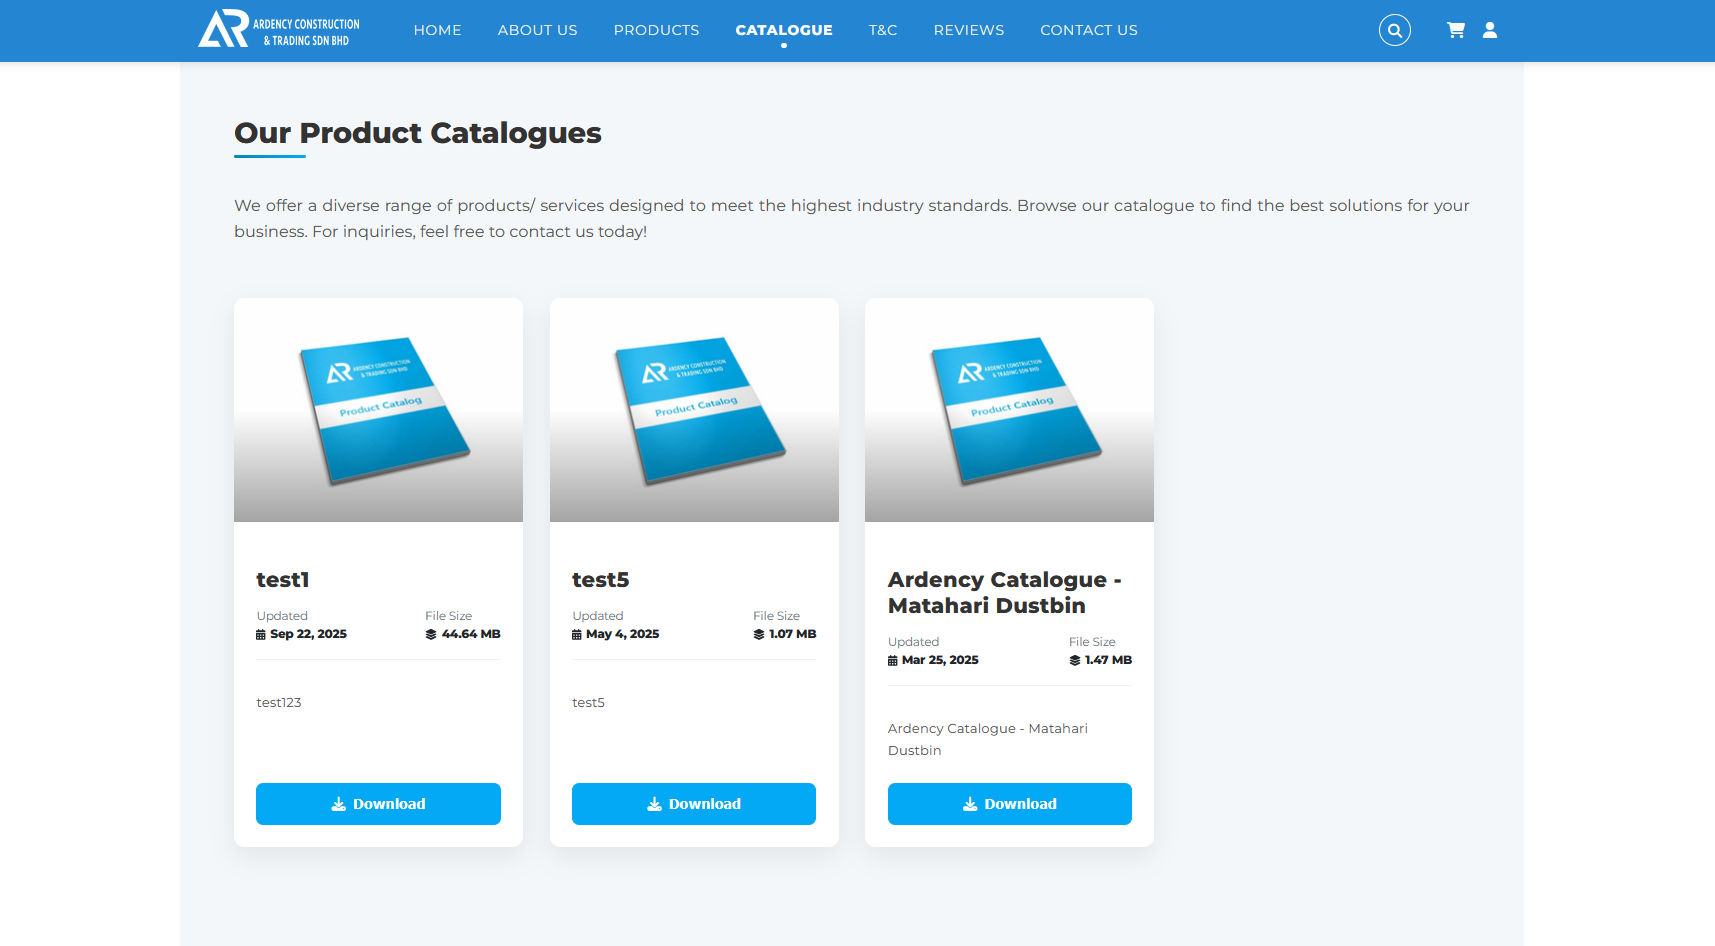 ARDENCY CONSTRUCTION
& TRADING SDN BHD
HOME ABOUT US PRODUCTS CATALOGUE T&C REVIEWS CONTACT US
Our Product Catalogues
We offer a diverse range of products/ services designed to meet the highest industry standards. Browse our catalogue to find the best solutions for your
business. For inquiries, feel free to contact us today!
AR ARDENCY CONSTRUCTION
& TRADING SDN BHD
Product Catalog
AR ARDENCY CONSTRUCTION
& TRADING SDN BHD
Product Catalog
AR ARDENCY CONSTRUCTION
& TRADING SDN BHD
Product Catalog
test1
Updated File Size
Sep 22, 2025 44.64 MB
test123
Download
test5
Updated File Size
May 4, 2025 1.07 MB
test5
Download
Ardency Catalogue -
Matahari Dustbin
Updated File Size
Mar 25, 2025 1.47 MB
Ardency Catalogue - Matahari
Dustbin
Download